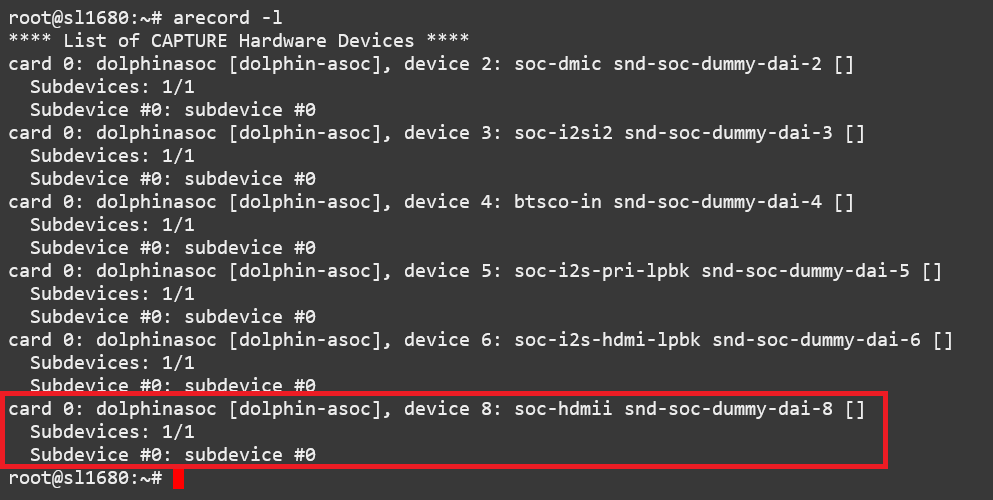 root@sl1680:~# arecord -l
**** List of CAPTURE Hardware Devices ****
card 0: dolphinasoc [dolphin-asoc], device 2: soc-dmic snd-soc-dummy-dai-2 []
  Subdevices: 1/1
  Subdevice #0: subdevice #0
card 0: dolphinasoc [dolphin-asoc], device 3: soc-i2si2 snd-soc-dummy-dai-3 []
  Subdevices: 1/1
  Subdevice #0: subdevice #0
card 0: dolphinasoc [dolphin-asoc], device 4: btsco-in snd-soc-dummy-dai-4 []
  Subdevices: 1/1
  Subdevice #0: subdevice #0
card 0: dolphinasoc [dolphin-asoc], device 5: soc-i2s-pri-lpbk snd-soc-dummy-dai-5 []
  Subdevices: 1/1
  Subdevice #0: subdevice #0
card 0: dolphinasoc [dolphin-asoc], device 6: soc-i2s-hdmi-lpbk snd-soc-dummy-dai-6 []
  Subdevices: 1/1
  Subdevice #0: subdevice #0
card 0: dolphinasoc [dolphin-asoc], device 8: soc-hdmii snd-soc-dummy-dai-8 []
  Subdevices: 1/1
  Subdevice #0: subdevice #0
root@sl1680:~#